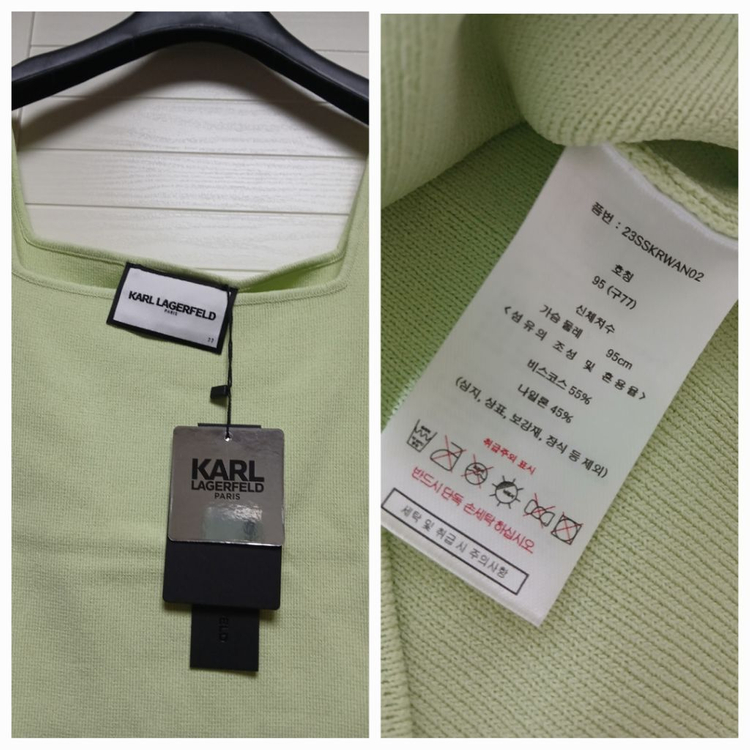 KARL LAGERFELD
PARIS
77
KARL
LAGERFELD
PARIS
품번 : 23SSKRWAN02
호칭
95 (구77)
신체치수
가슴 둘레 95cm
<섬유의 조성 및 혼용율>
비스코스 55%
나일론 45%
(심지, 상표, 보강재, 장식 등 제외)
취급주의 표시
반드시 단독 손세탁 하십시오
세탁 및 취급시 주의사항